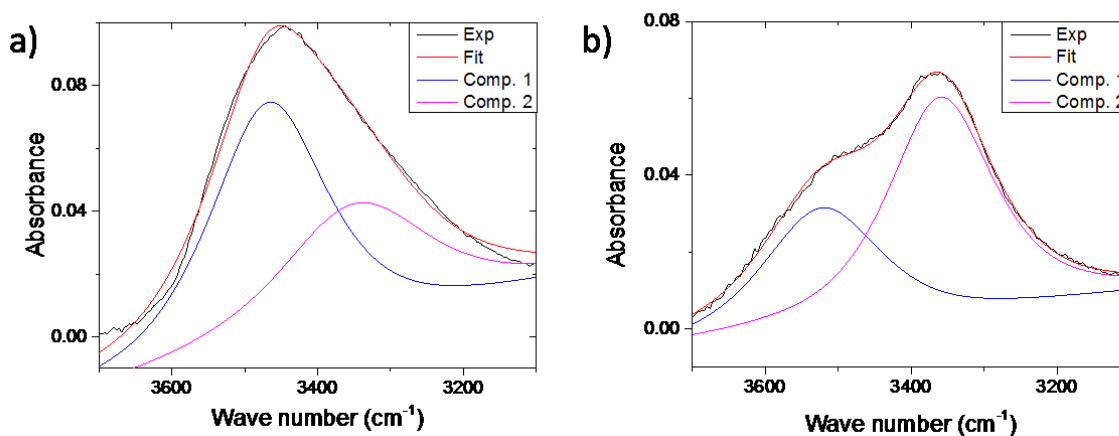 a)
Exp
Fit
Comp. 1
Comp. 2
0.08
0.04
0.00
Absorbance
3600
3400
3200
Wave number (cm⁻¹)
b)
Exp
Fit
Comp. 1
Comp. 2
0.08
0.04
0.00
Absorbance
3600
3400
3200
Wave number (cm⁻¹)